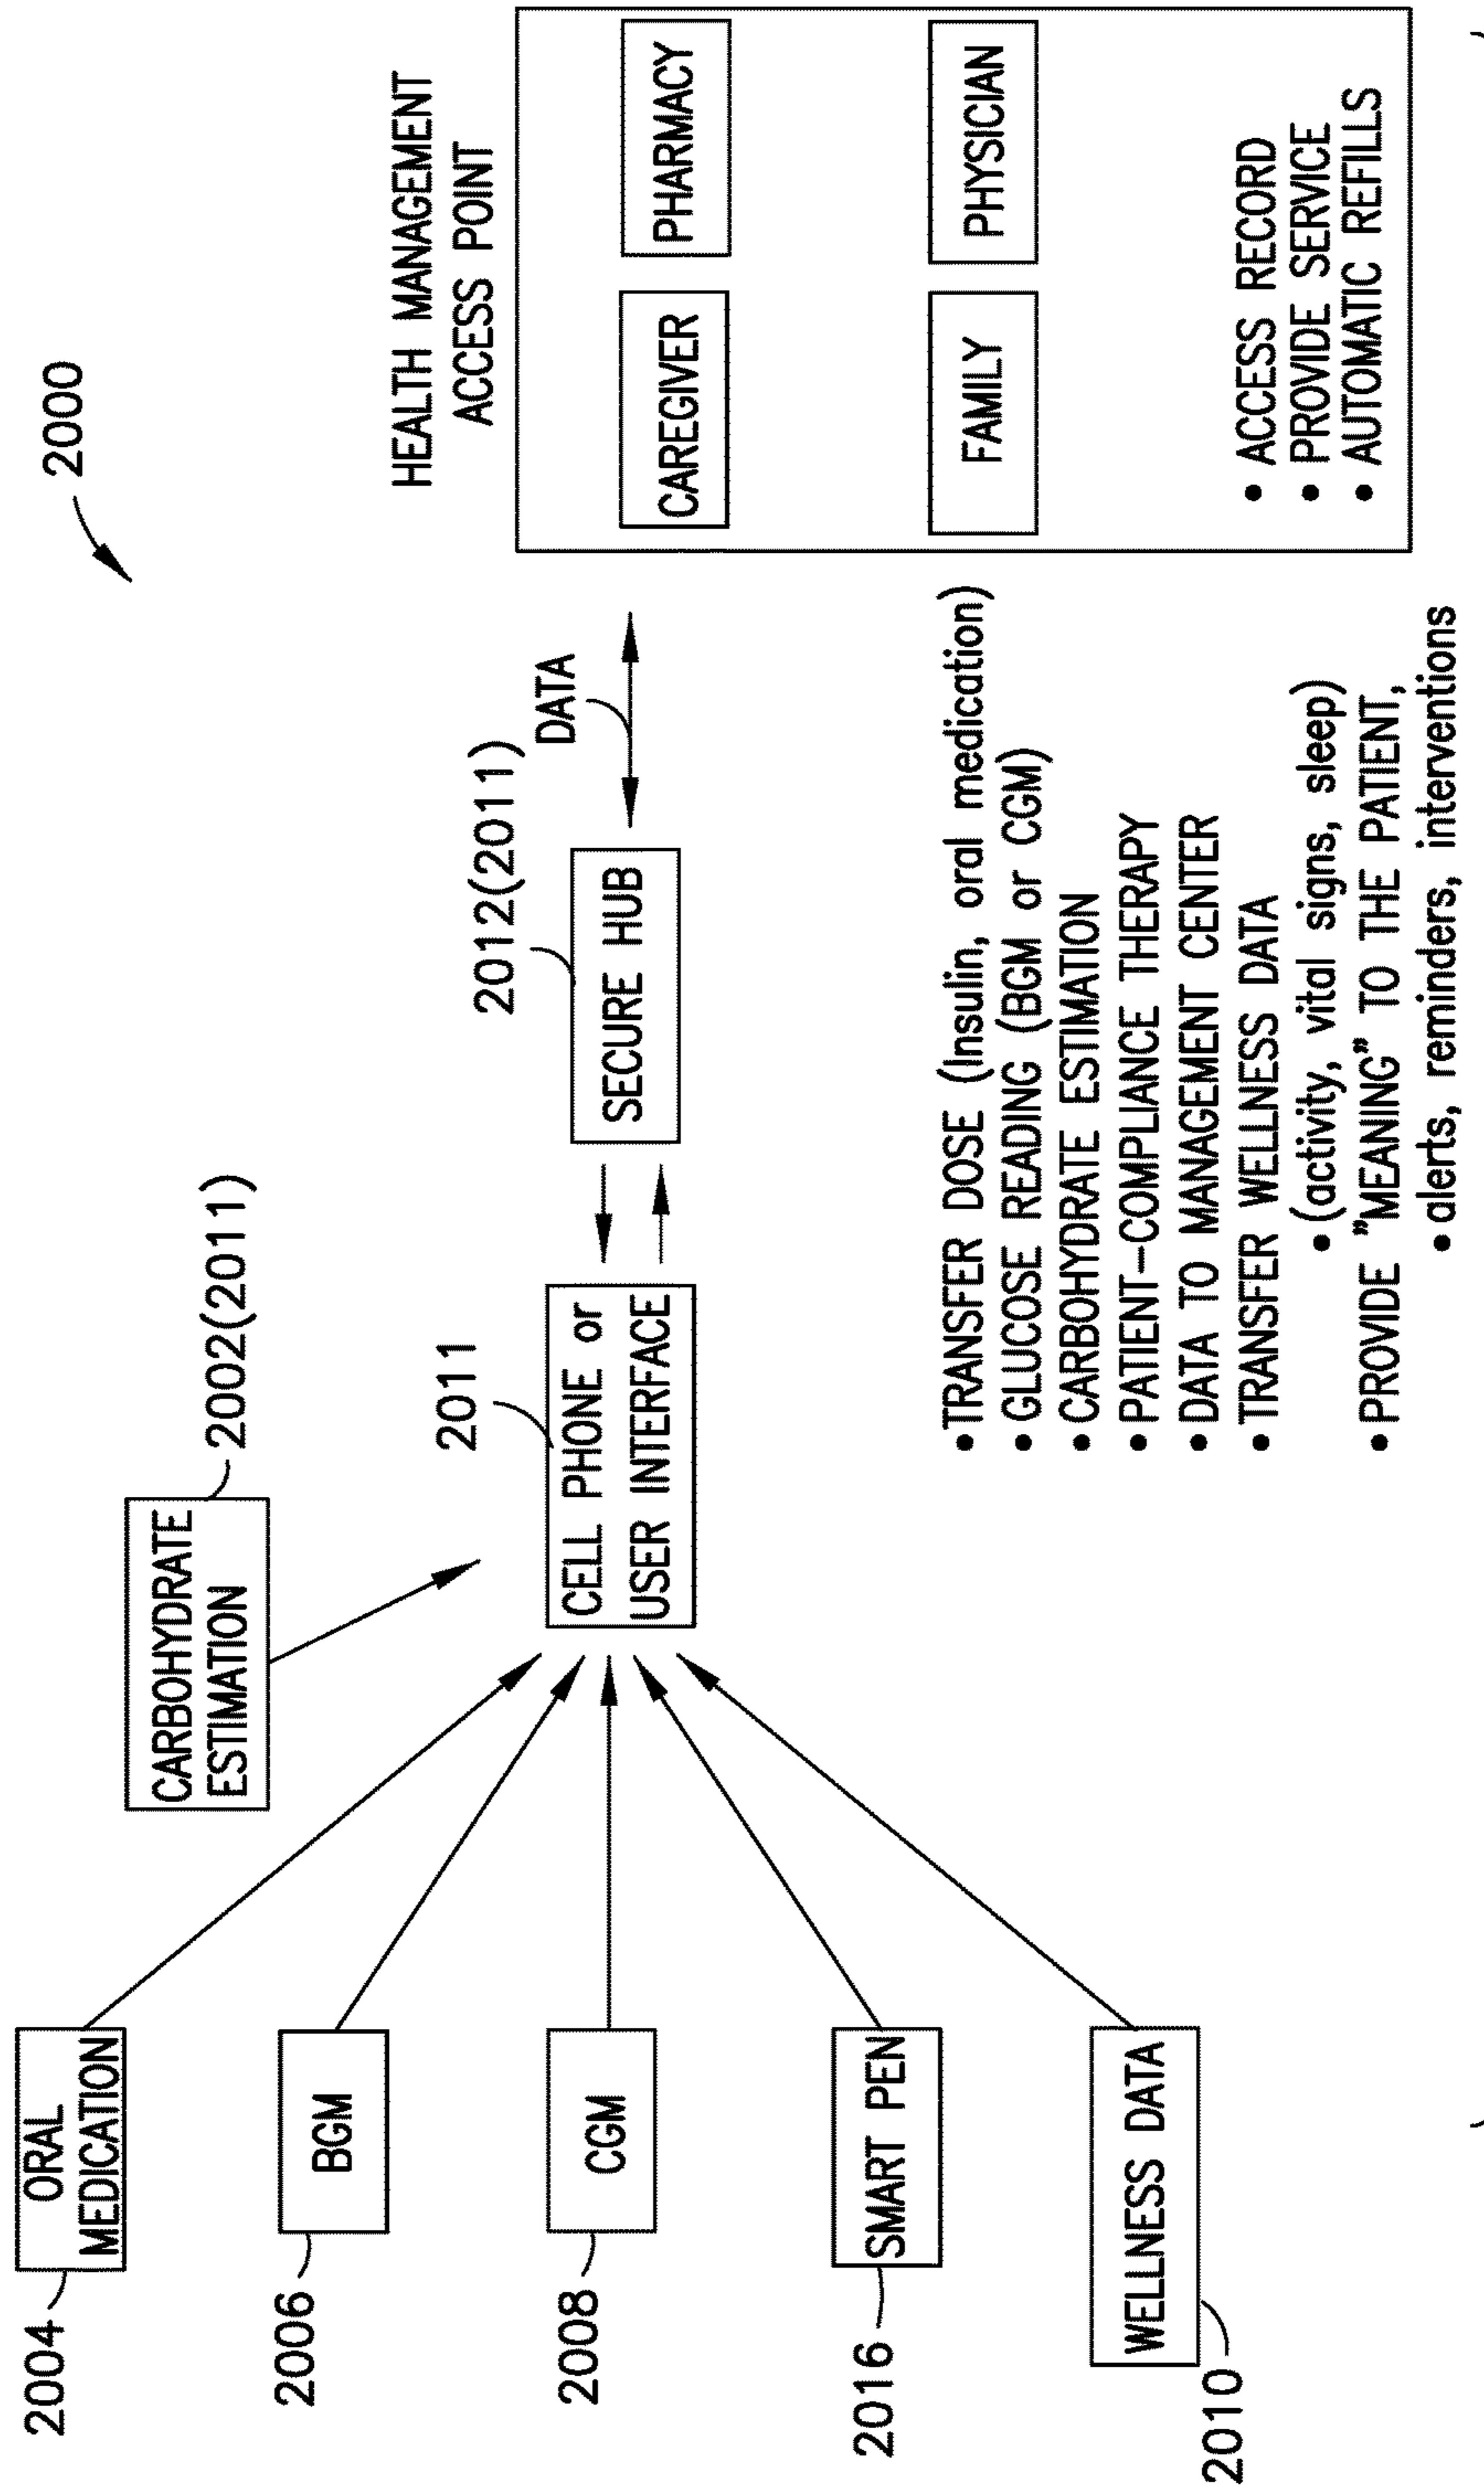 2000
2004
ORAL
MEDICATION
2006
BGM
2008
CGM
2016
SMART PEN
2010
WELLNESS DATA
CARBOHYDRATE
ESTIMATION
2002(2011)
2011
CELL PHONE or
USER INTERFACE
2012(2011)
SECURE HUB
DATA
HEALTH MANAGEMENT
ACCESS POINT
CAREGIVER
PHARMACY
FAMILY
PHYSICIAN
• ACCESS RECORD
• PROVIDE SERVICE
• AUTOMATIC REFILLS
• TRANSFER DOSE (Insulin, oral medication)
• GLUCOSE READING (BGM or CGM)
• CARBOHYDRATE ESTIMATION
• PATIENT-COMPLIANCE THERAPY
• DATA TO MANAGEMENT CENTER
• TRANSFER WELLNESS DATA
• (activity, vital signs, sleep)
• PROVIDE "MEANING" TO THE PATIENT,
• alerts, reminders, interventions